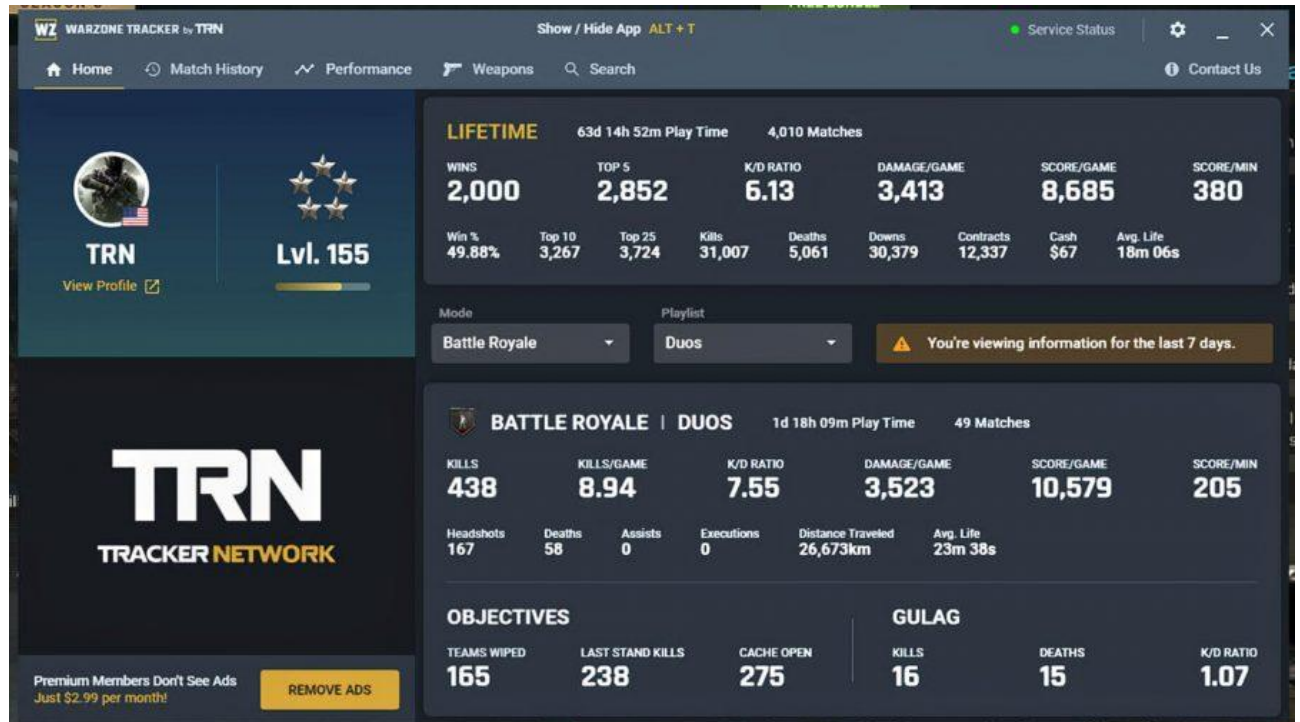 WZ WARZONE TRACKER by TRN Show / Hide App ALT + T Service Status
Home Match History Performance Weapons Search Contact Us
TRN Lvl. 155
View Profile
LIFETIME 63d 14h 52m Play Time 4,010 Matches
WINS TOP 5 K/D RATIO DAMAGE/GAME SCORE/GAME SCORE/MIN
2,000 2,852 6.13 3,413 8,685 380
Win % Top 10 Top 25 Kills Deaths Downs Contracts Cash Avg. Life
49.88% 3,267 3,724 31,007 5,061 30,379 12,337 $67 18m 06s
Mode Playlist
Battle Royale Duos You're viewing information for the last 7 days.
BATTLE ROYALE | DUOS 1d 18h 09m Play Time 49 Matches
KILLS KILLS/GAME K/D RATIO DAMAGE/GAME SCORE/GAME SCORE/MIN
438 8.94 7.55 3,523 10,579 205
Headshots Deaths Assists Executions Distance Traveled Avg. Life
167 58 0 0 26,673km 23m 38s
OBJECTIVES GULAG
TEAMS WIPED LAST STAND KILLS CACHE OPEN KILLS DEATHS K/D RATIO
165 238 275 16 15 1.07
TRN
TRACKER NETWORK
Premium Members Don't See Ads
Just $2.99 per month!
REMOVE ADS